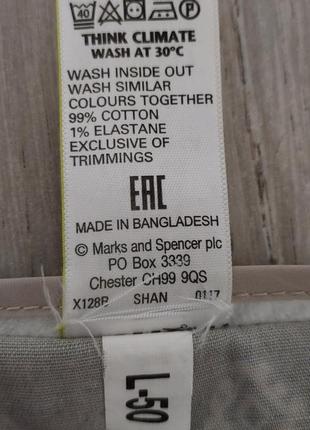 40
THINK CLIMATE
WASH AT 30°C
WASH INSIDE OUT
WASH SIMILAR
COLOURS TOGETHER
99% COTTON
1% ELASTANE
EXCLUSIVE OF
TRIMMINGS
EAC
MADE IN BANGLADESH
© Marks and Spencer plc
PO Box 3339
Chester CH99 9QS
X128B SHAN 0117
L-50